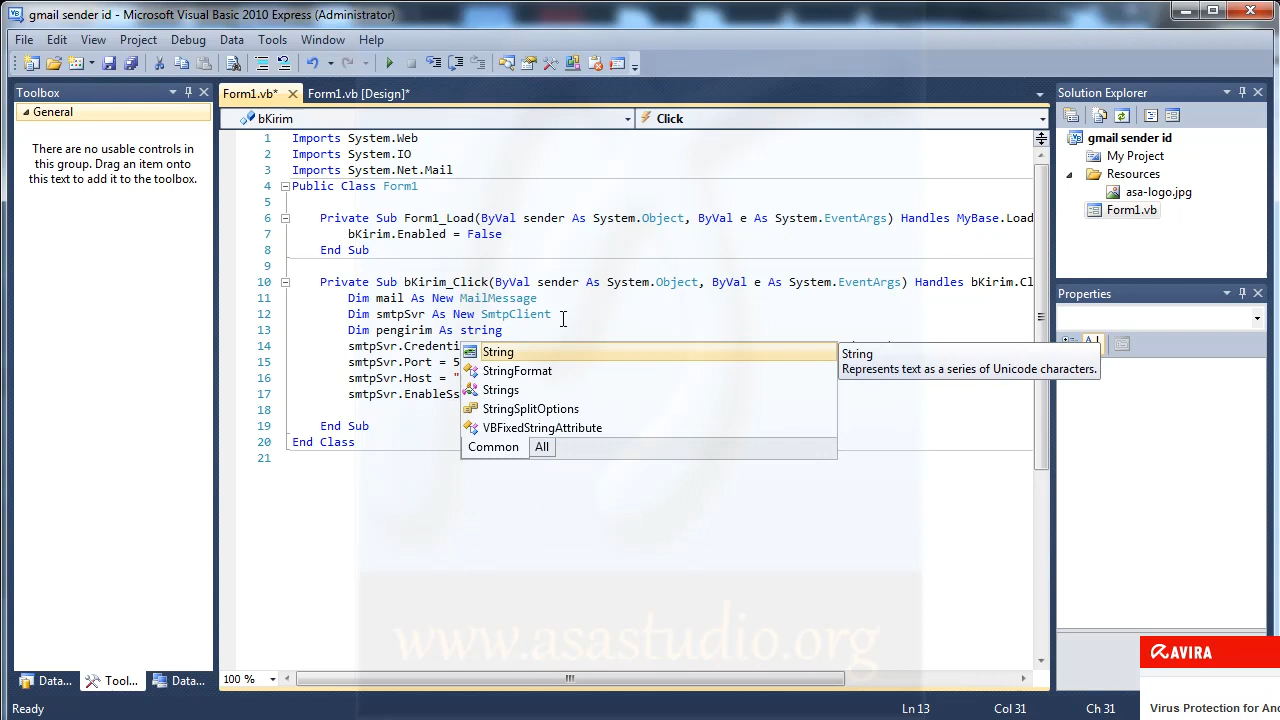 gmail sender id - Microsoft Visual Basic 2010 Express (Administrator)
File Edit View Project Debug Data Tools Window Help
Toolbox
General
There are no usable controls in
this group. Drag an item onto
this text to add it to the toolbox.
Data...
Tool...
Data...
Form1.vb*
Form1.vb [Design]*
bKirim
Click
1 Imports System.Web
2 Imports System.IO
3 Imports System.Net.Mail
4 Public Class Form1
5
6 Private Sub Form1_Load(ByVal sender As System.Object, ByVal e As System.EventArgs) Handles MyBase.Load
7 bKirim.Enabled = False
8 End Sub
9
10 Private Sub bKirim_Click(ByVal sender As System.Object, ByVal e As System.EventArgs) Handles bKirim.Cl
11 Dim mail As New MailMessage
12 Dim smtpSvr As New SmtpClient
13 Dim pengirim As string
14 smtpSvr.Credenti
15 smtpSvr.Port = 5
16 smtpSvr.Host = "
17 smtpSvr.EnableSs
18
19 End Sub
20 End Class
21
String
StringFormat
Strings
StringSplitOptions
VBFixedStringAttribute
Common All
String
Represents text as a series of Unicode characters.
100 %
Solution Explorer
gmail sender id
My Project
Resources
asa-logo.jpg
Form1.vb
Properties
www.asastudio.org
AVIRA
Virus Protection for And
Ready
Ln 13
Col 31
Ch 31